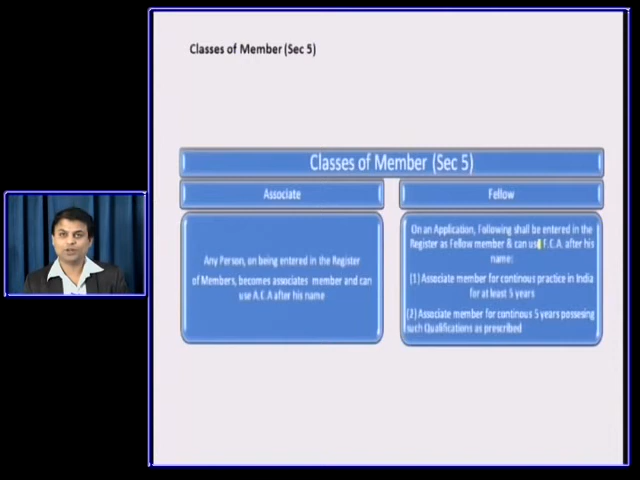 Classes of Member (Sec 5)
Classes of Member (Sec 5)
Associate
Any Person, on being entered in the Register
of Members, becomes associates member and can
use A.C.A after his name
Fellow
On an Application, Following shall be entered in the
Register as Fellow member & can use F.C.A. after his
name:
(1) Associate member for continous practice in India
for at least 5 years
(2) Associate member for continous 5 years possesing
such Qualifications as prescribed